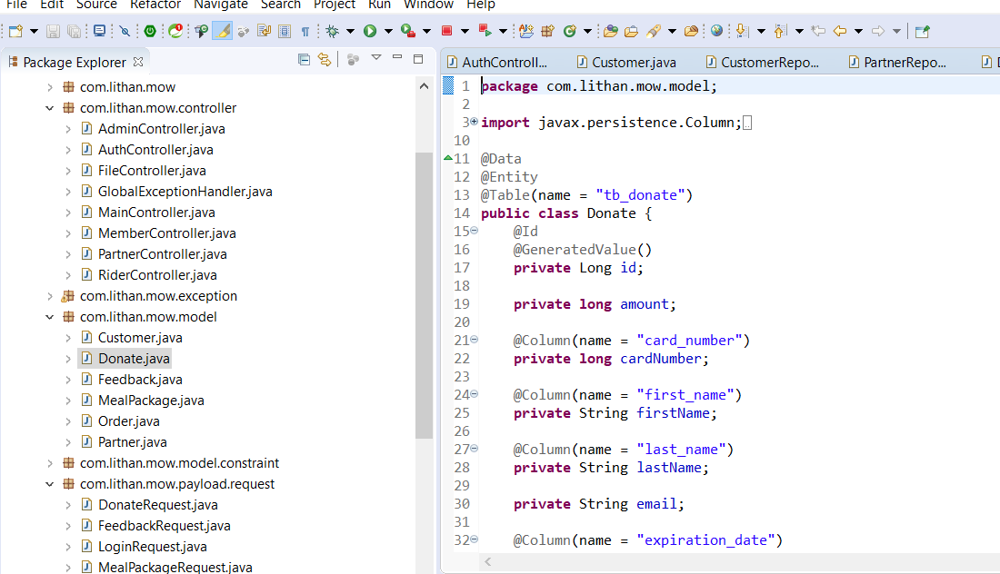 File Edit Source Refactor Navigate Search Project Run Window Help
Package Explorer
com.lithan.mow
com.lithan.mow.controller
AdminController.java
AuthController.java
FileController.java
GlobalExceptionHandler.java
MainController.java
MemberController.java
PartnerController.java
RiderController.java
com.lithan.mow.exception
com.lithan.mow.model
Customer.java
Donate.java
Feedback.java
MealPackage.java
Order.java
Partner.java
com.lithan.mow.model.constraint
com.lithan.mow.payload.request
DonateRequest.java
FeedbackRequest.java
LoginRequest.java
MealPackageRequest.java
AuthControll... Customer.java CustomerRepo... PartnerRepo...
1 package com.lithan.mow.model;
2
3 import javax.persistence.Column;
10
11 @Data
12 @Entity
13 @Table(name = "tb_donate")
14 public class Donate {
15 @Id
16 @GeneratedValue()
17 private Long id;
18
19 private long amount;
20
21 @Column(name = "card_number")
22 private long cardNumber;
23
24 @Column(name = "first_name")
25 private String firstName;
26
27 @Column(name = "last_name")
28 private String lastName;
29
30 private String email;
31
32 @Column(name = "expiration_date")